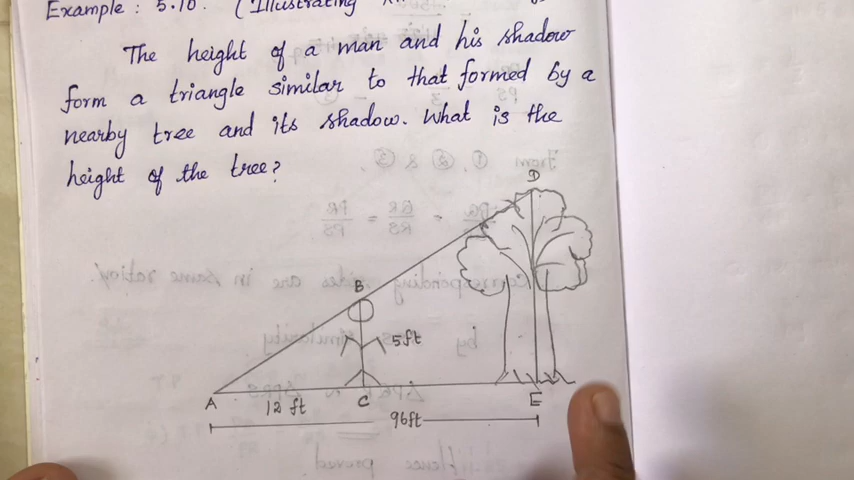 Example : 5.10. (Illustrating
The height of a man and his shadow
form a triangle similar to that formed by a
nearby tree and its shadow. What is the
height of the tree?
D
B
5ft
A
12 ft
C
E
96ft